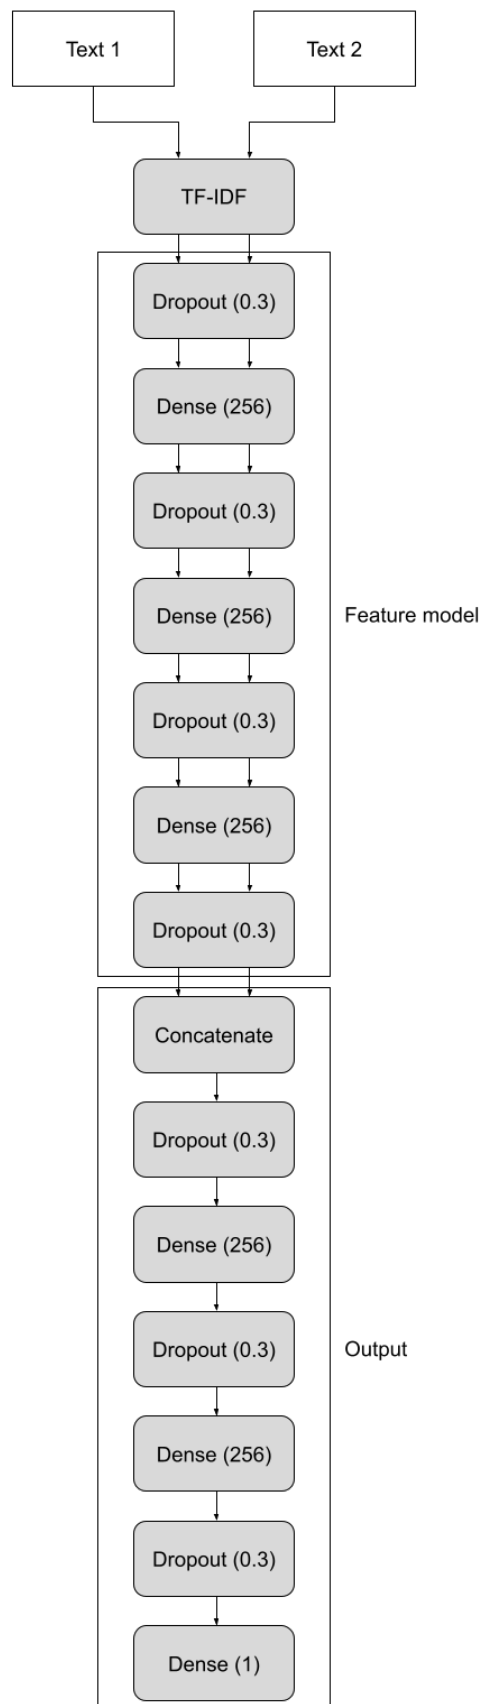 Text 1
Text 2
TF-IDF
Dropout (0.3)
Dense (256)
Dropout (0.3)
Dense (256)
Feature model
Dropout (0.3)
Dense (256)
Dropout (0.3)
Concatenate
Dropout (0.3)
Dense (256)
Dropout (0.3)
Output
Dense (256)
Dropout (0.3)
Dense (1)